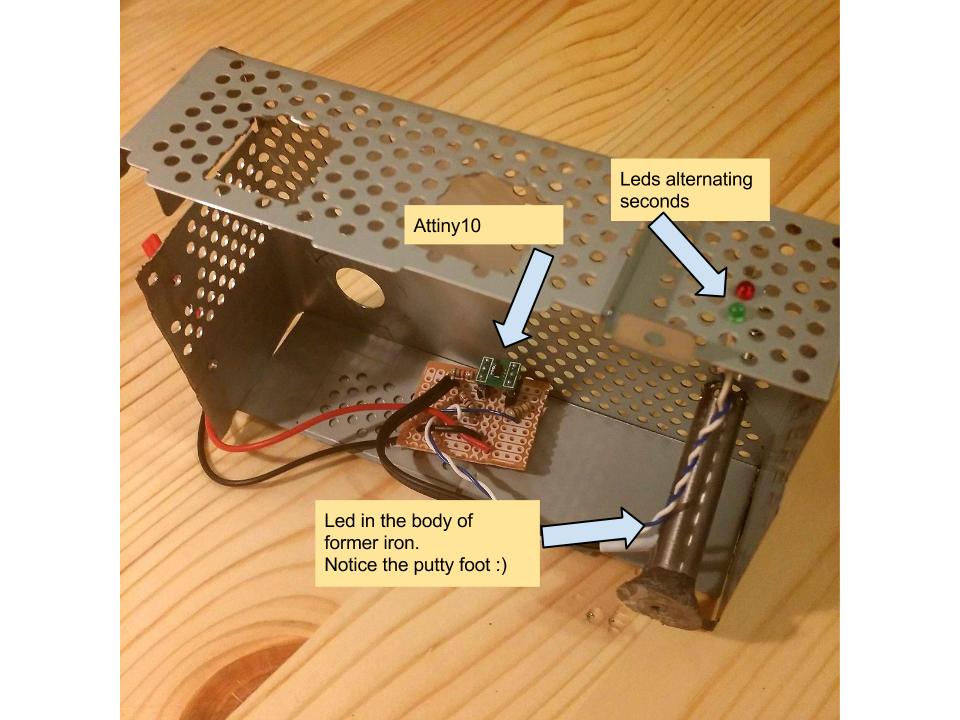 Leds alternating
seconds
Attiny10
Led in the body of
former iron.
Notice the putty foot :)